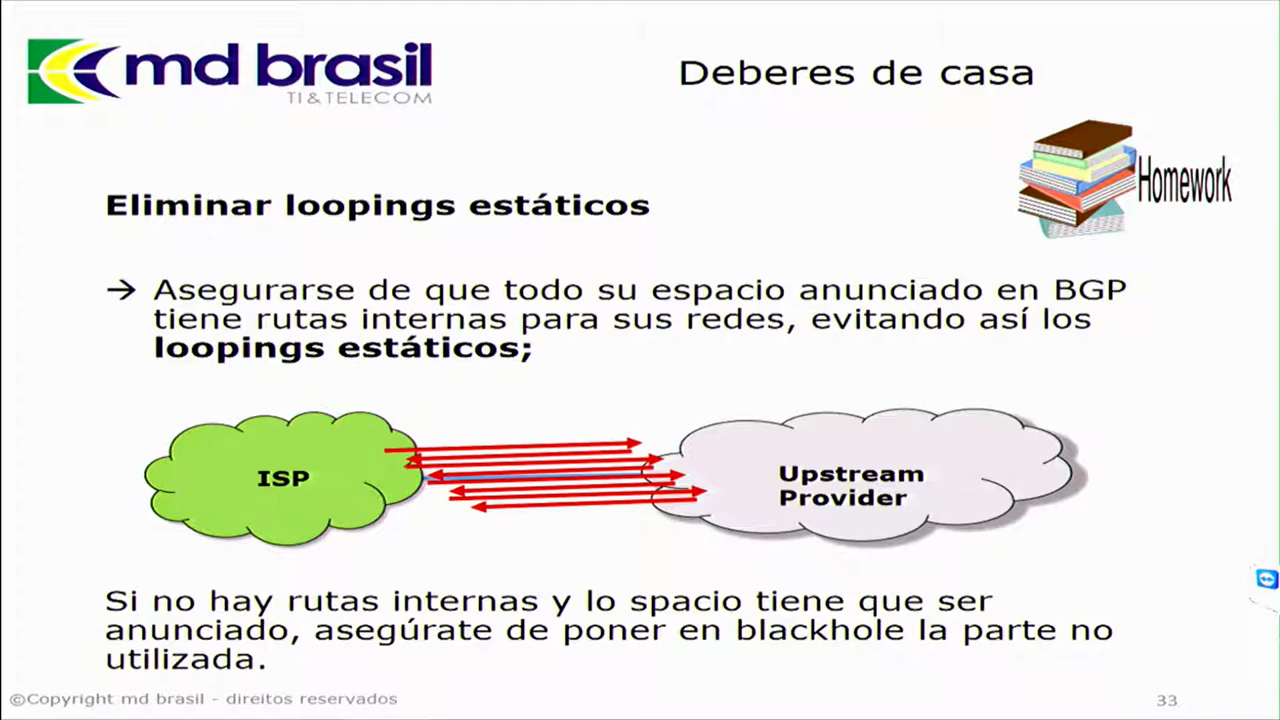 md brasil
TI & TELECOM
Deberes de casa
Homework
Eliminar loopings estáticos
→ Asegurarse de que todo su espacio anunciado en BGP
tiene rutas internas para sus redes, evitando así los
loopings estáticos;
ISP
Upstream
Provider
Si no hay rutas internas y lo spacio tiene que ser
anunciado, asegúrate de poner en blackhole la parte no
utilizada.
©Copyright md brasil - direitos reservados
33